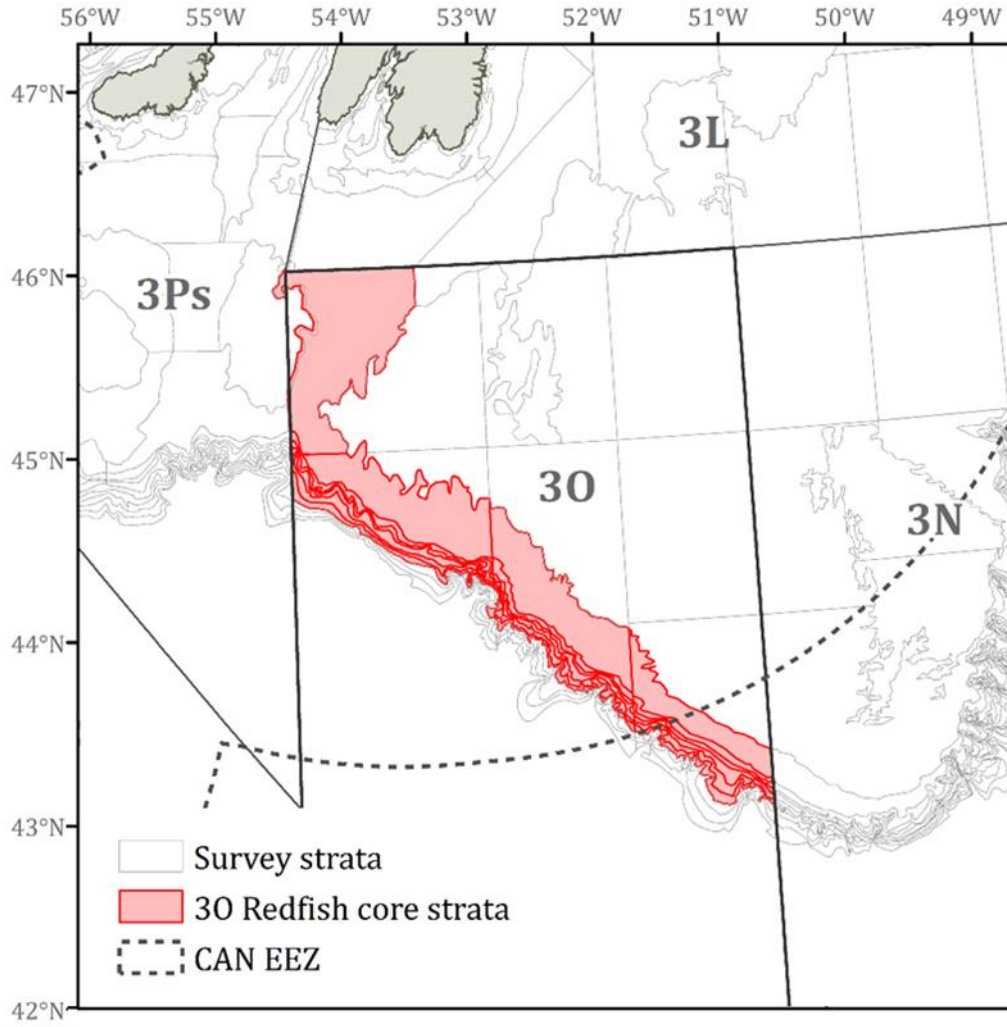 56°W 55°W 54°W 53°W 52°W 51°W 50°W 49°W
47°N
3L
46°N
3Ps
45°N
3O
3N
44°N
43°N
Survey strata
3O Redfish core strata
CAN EEZ
42°N